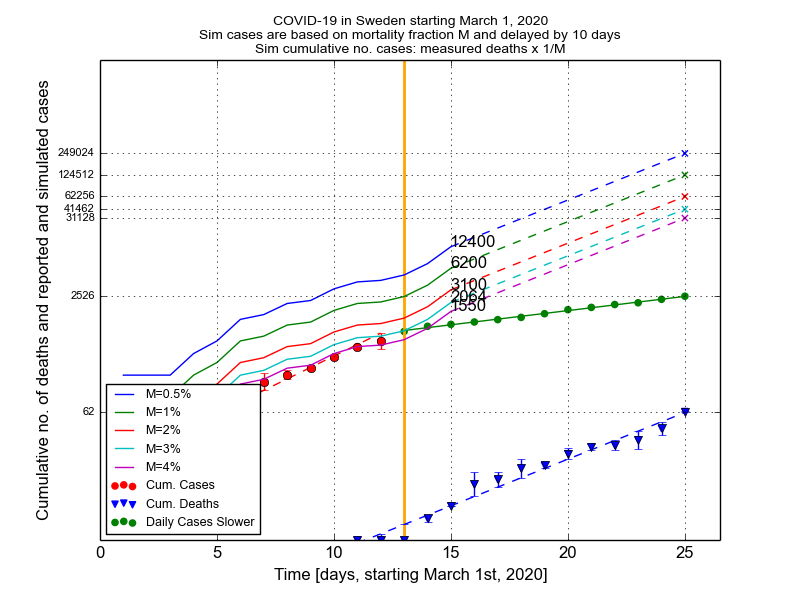 COVID-19 in Sweden starting March 1, 2020
Sim cases are based on mortality fraction M and delayed by 10 days
Sim cumulative no. cases: measured deaths x 1/M
Cumulative no. of deaths and reported and simulated cases
249024
124512
62256
41462
31128
2526
62
12400
6200
3100
2064
1550
M=0.5%
M=1%
M=2%
M=3%
M=4%
Cum. Cases
Cum. Deaths
Daily Cases Slower
0 5 10 15 20 25
Time [days, starting March 1st, 2020]